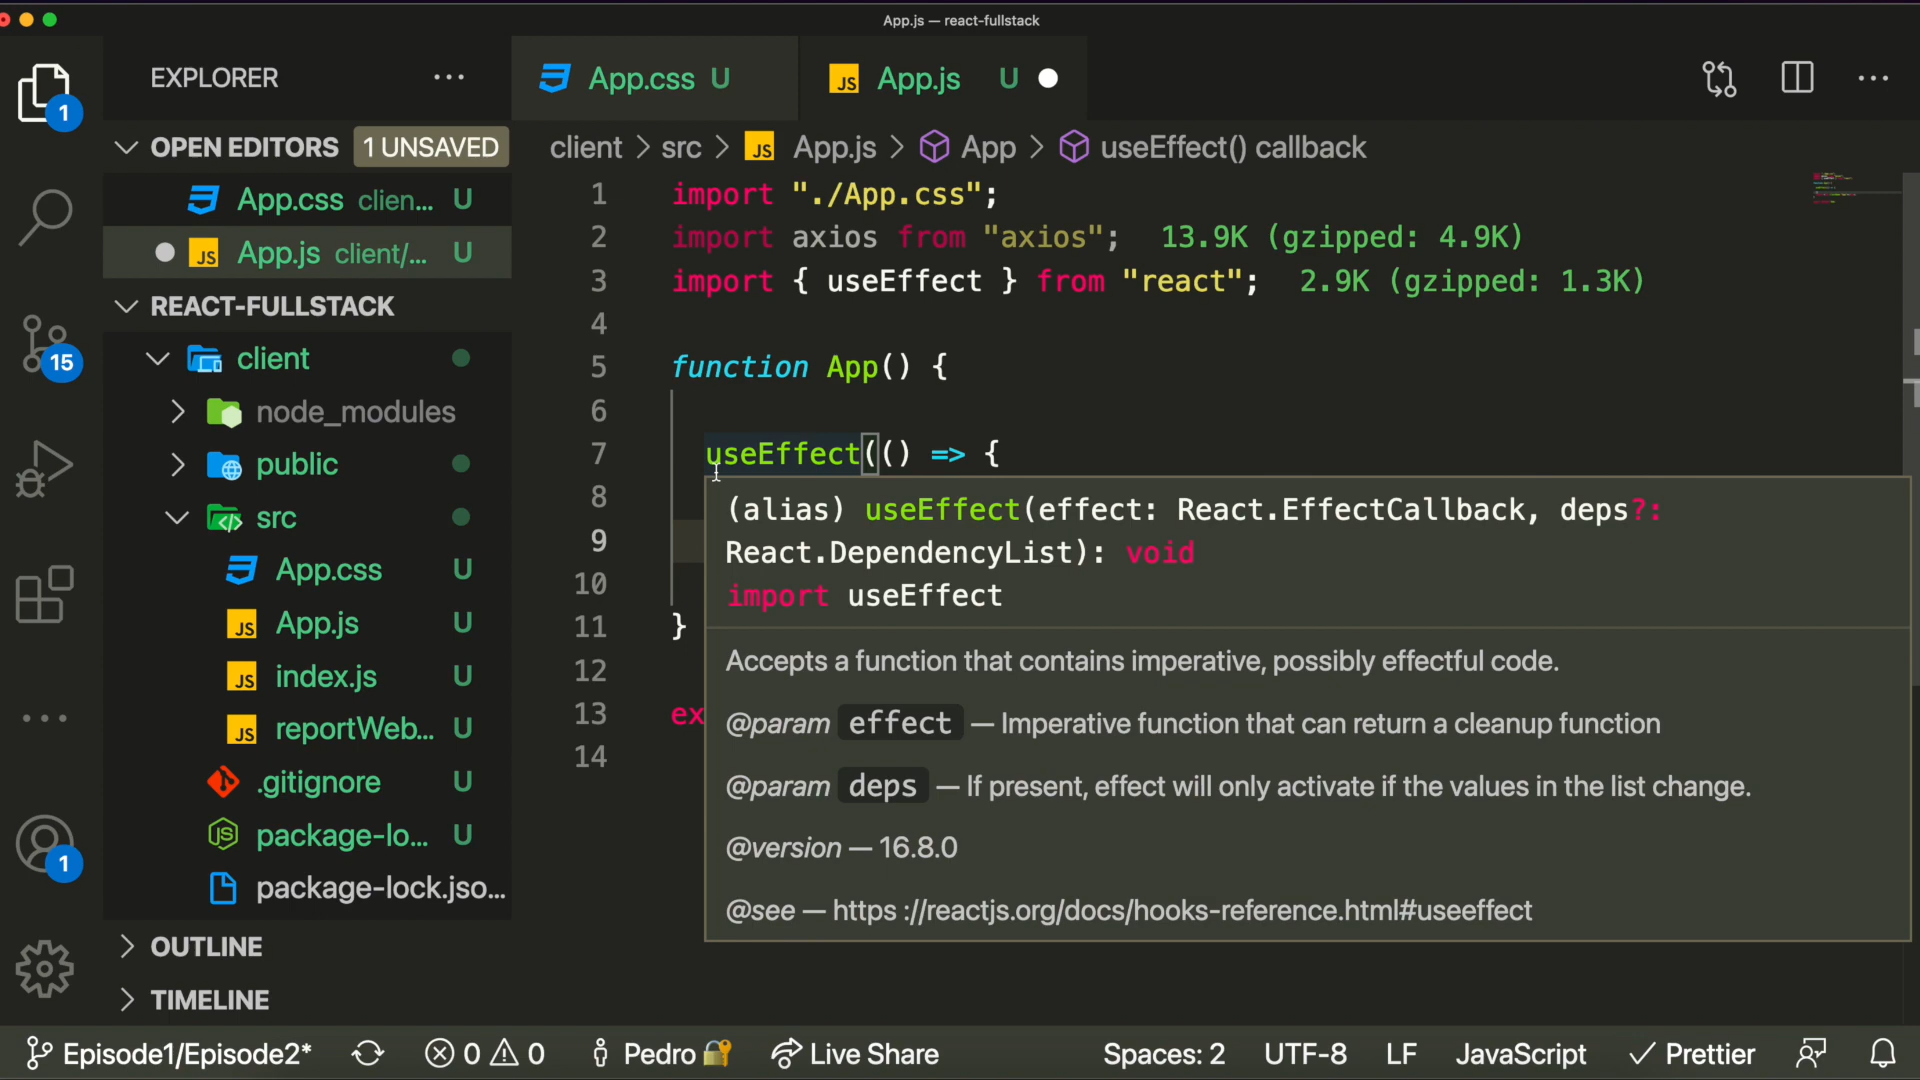 App.js — react-fullstack
EXPLORER
App.css U
App.js U
1
OPEN EDITORS 1 UNSAVED
client > src > JS App.js > App > useEffect() callback
App.css clien... U
JS App.js client/... U
REACT-FULLSTACK
client
node_modules
public
src
App.css U
JS App.js U
JS index.js U
JS reportWeb... U
.gitignore U
package-lo... U
package-lock.jso...
OUTLINE
TIMELINE
15
1
1 import "./App.css";
2 import axios from "axios"; 13.9K (gzipped: 4.9K)
3 import { useEffect } from "react"; 2.9K (gzipped: 1.3K)
4
5 function App() {
6
7 useEffect(() => {
8
9
10
11 }
12
13 ex
14
(alias) useEffect(effect: React.EffectCallback, deps?:
React.DependencyList): void
import useEffect
Accepts a function that contains imperative, possibly effectful code.
@param effect — Imperative function that can return a cleanup function
@param deps — If present, effect will only activate if the values in the list change.
@version — 16.8.0
@see — https ://reactjs.org/docs/hooks-reference.html#useeffect
Episode1/Episode2* 0 0 Pedro Live Share Spaces: 2 UTF-8 LF JavaScript Prettier